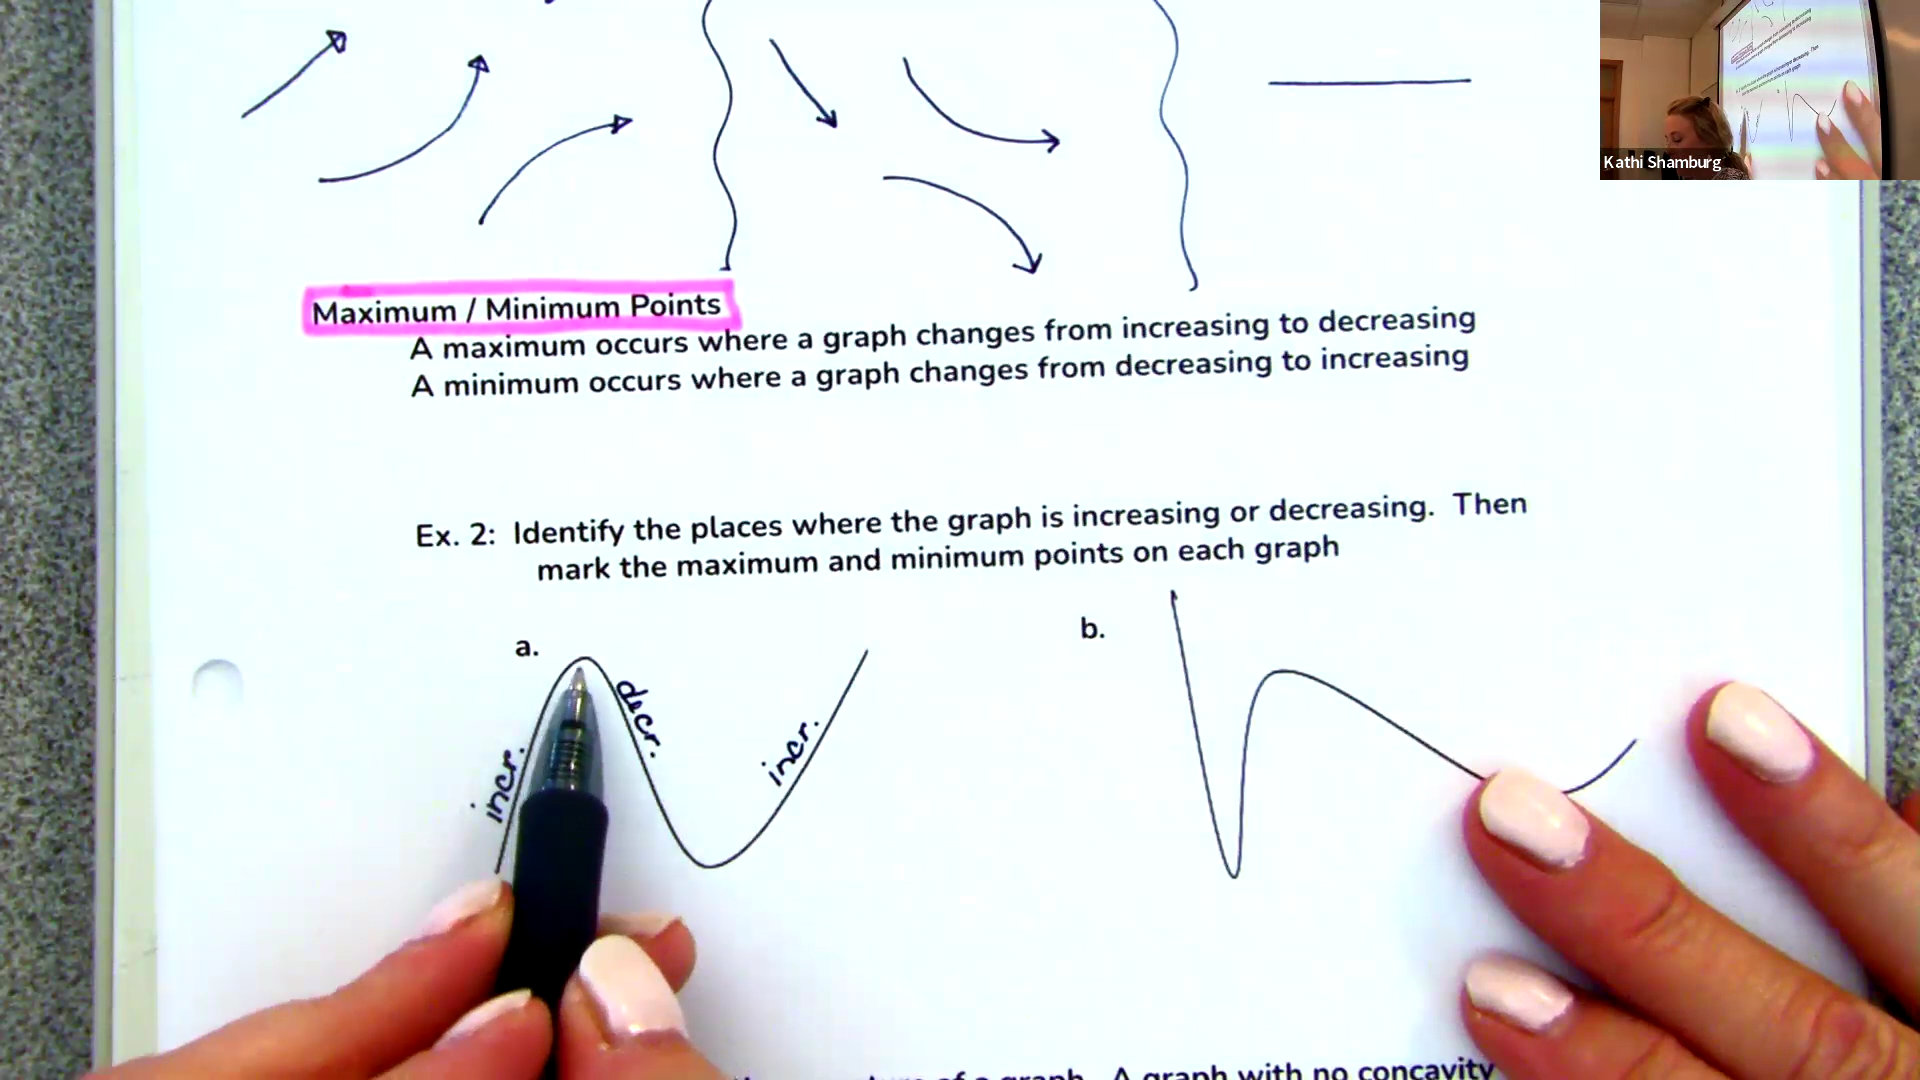 Kathi Shamburg
Maximum / Minimum Points
A maximum occurs where a graph changes from increasing to decreasing
A minimum occurs where a graph changes from decreasing to increasing
Ex. 2: Identify the places where the graph is increasing or decreasing. Then
mark the maximum and minimum points on each graph
a.
incr.
decr.
incr.
b.
of a graph. A graph with no concavity